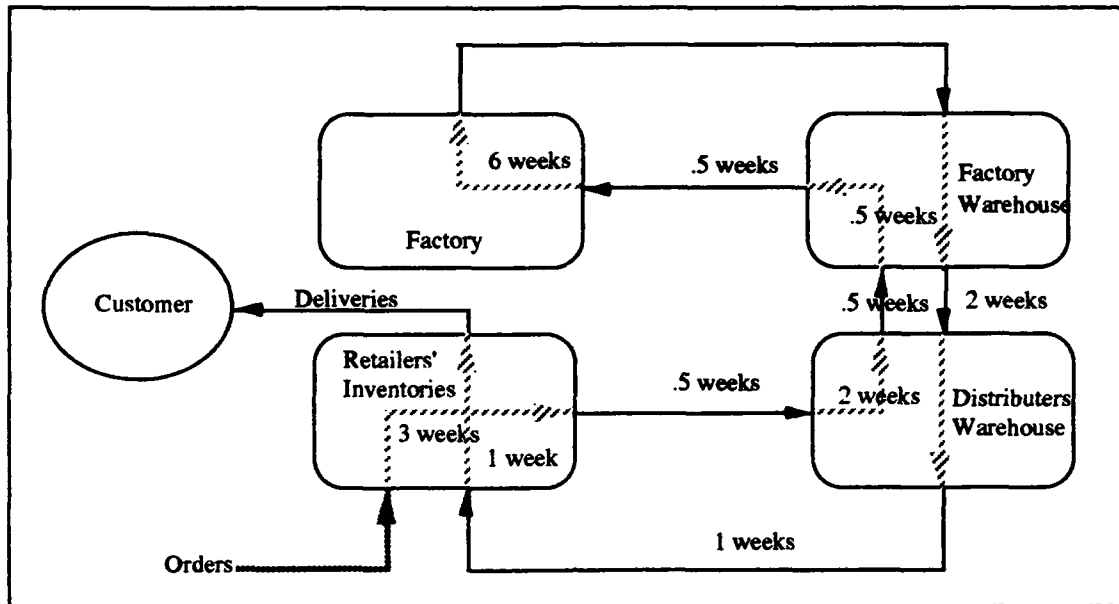 6 weeks
.5 weeks
Factory
Warehouse
.5 weeks
Factory
Customer
Deliveries
.5 weeks
2 weeks
Retailers'
Inventories
.5 weeks
2 weeks
Distributers
Warehouse
3 weeks
1 week
1 weeks
Orders